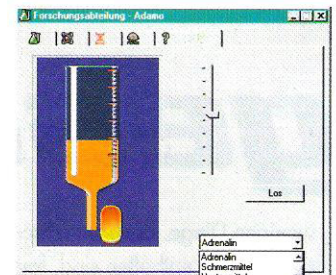 Forschungsabteilung - Adamo
?
Los
Adrenalin
Adrenalin
Schmerzmittel